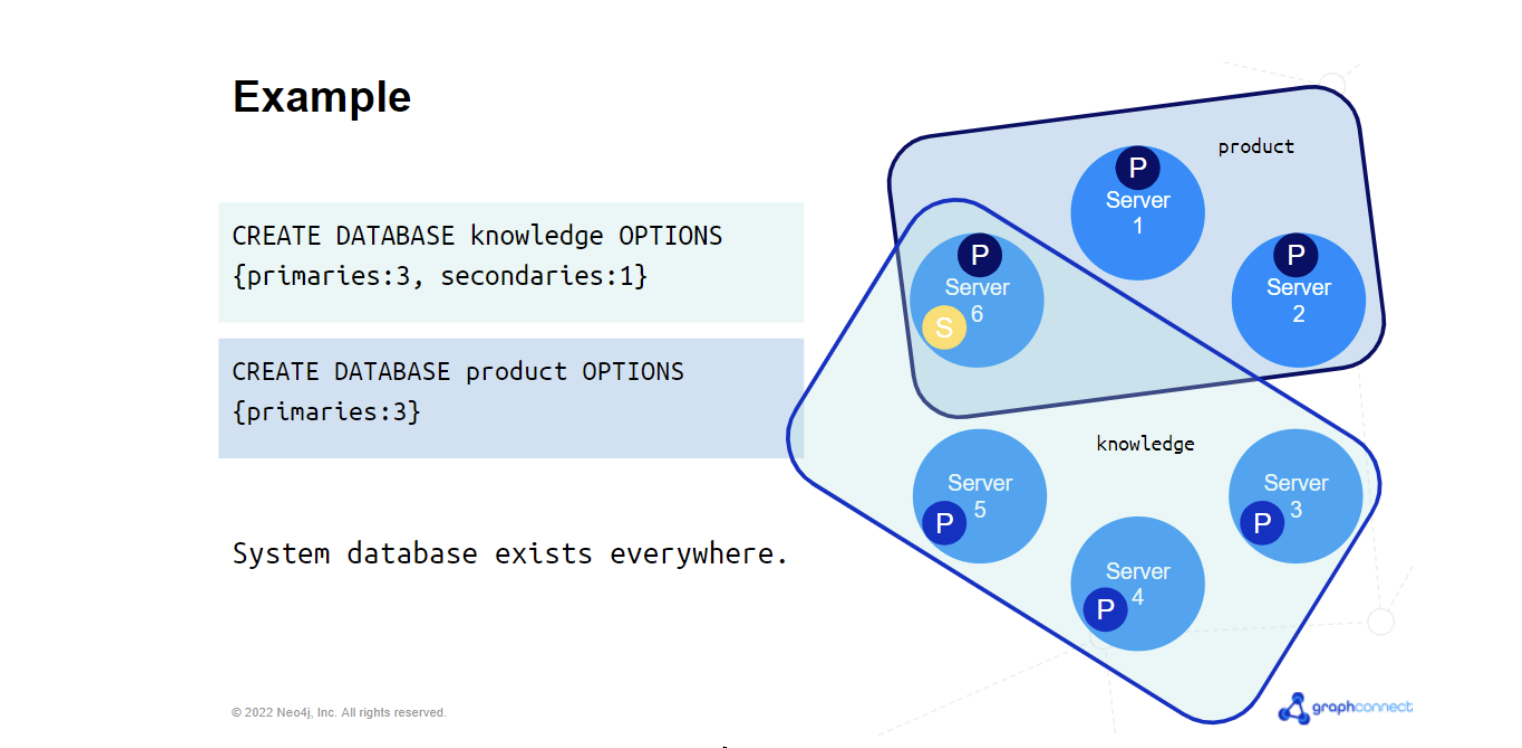 Example
CREATE DATABASE knowledge OPTIONS
{primaries:3, secondaries:1}
CREATE DATABASE product OPTIONS
{primaries:3}
System database exists everywhere.
product
P
Server
1
P
Server
6
S
P
Server
2
knowledge
Server
5
P
Server
3
P
Server
4
P
© 2022 Neo4j, Inc. All rights reserved.
graphconnect